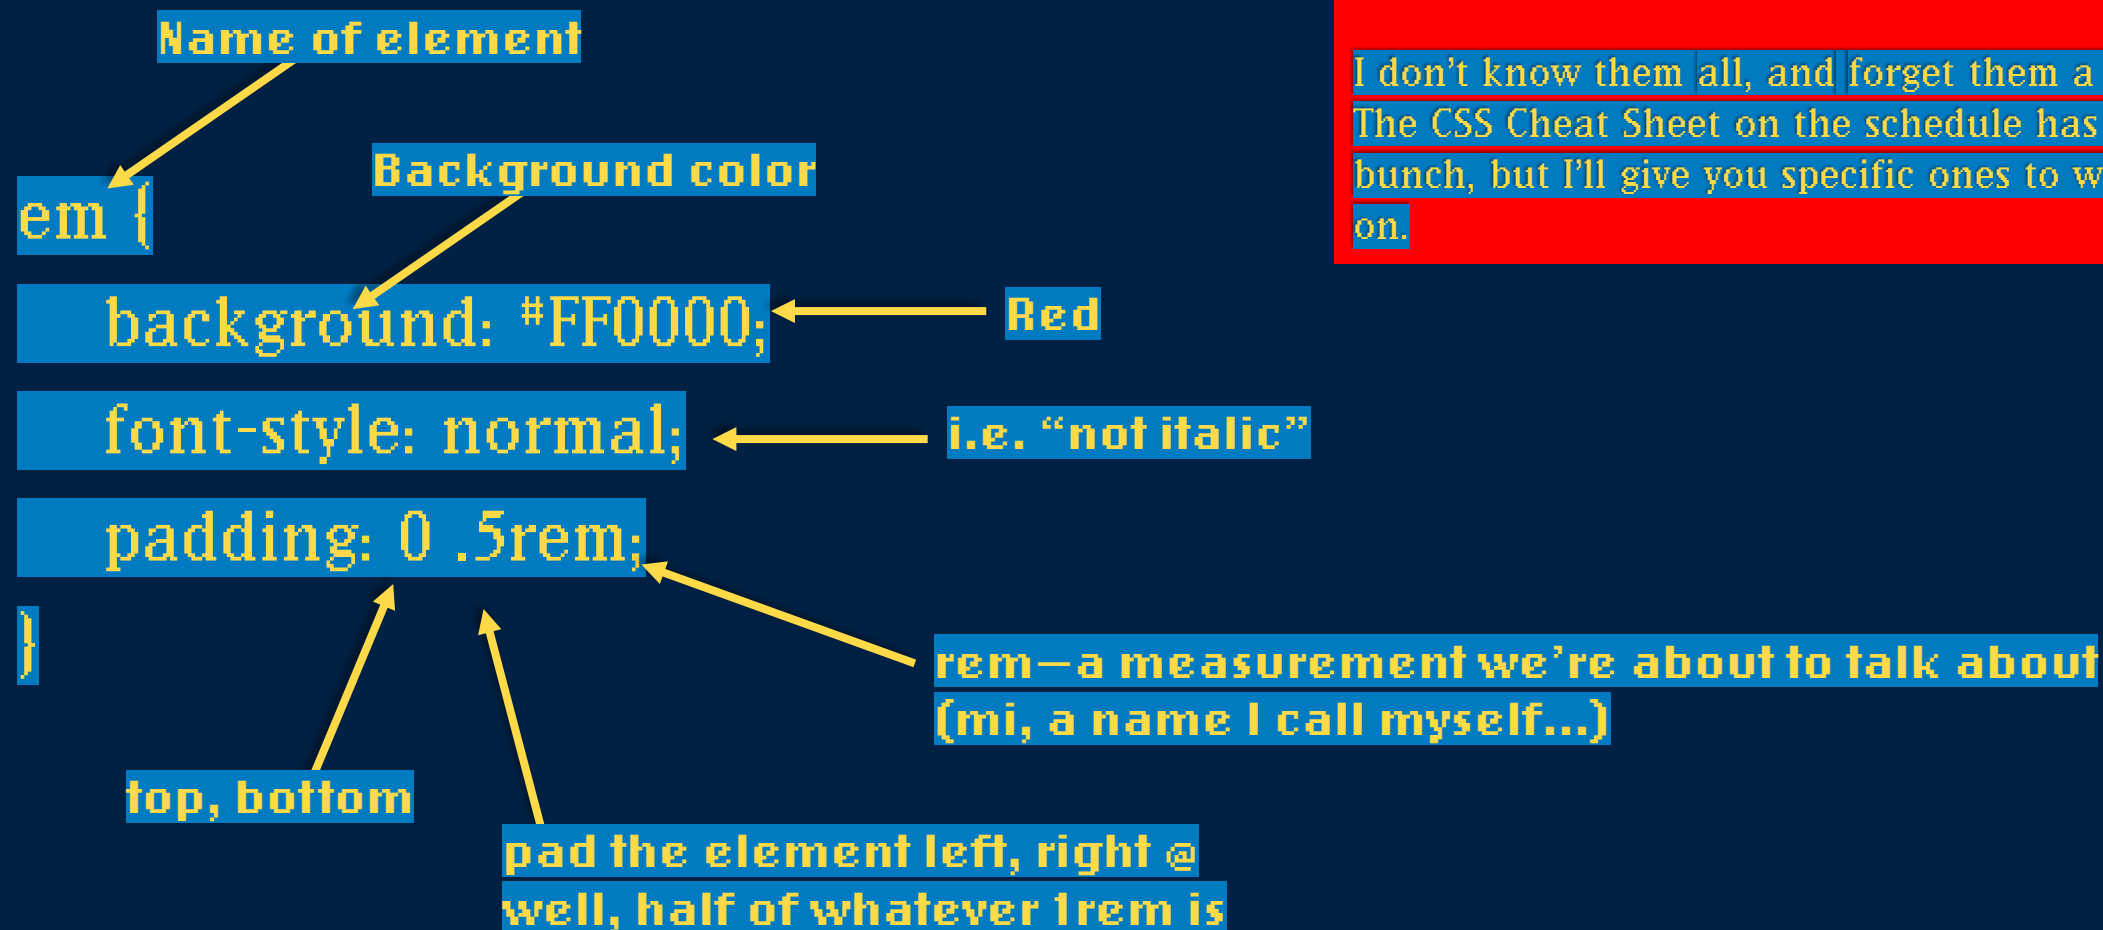 Name of element
I don’t know them all, and forget them a
The CSS Cheat Sheet on the schedule has
bunch, but I’ll give you specific ones to w
on.
Background color
em {
background: #FF0000;
Red
font-style: normal;
i.e. “not italic”
padding: 0 .5rem;
}
rem—a measurement we’re about to talk about
(mi, a name I call myself...)
top, bottom
pad the element left, right @
well, half of whatever 1rem is